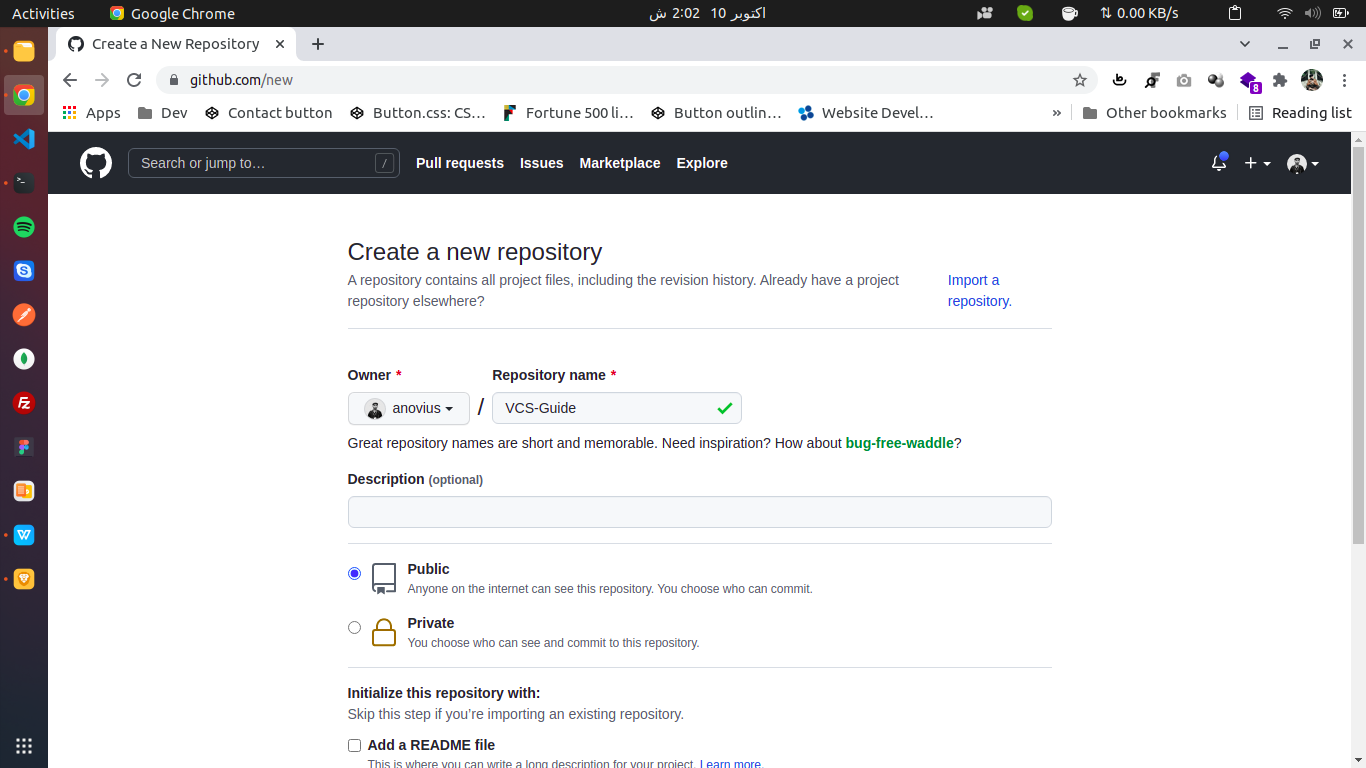 Activities
Google Chrome
اکتوبر 10  2:02 ش
0.00 KB/s
Create a New Repository
github.com/new
8
Apps
Dev
Contact button
Button.css: CS…
Fortune 500 li…
Button outlin…
Website Devel…
»
Other bookmarks
Reading list
Search or jump to…
/
Pull requests
Issues
Marketplace
Explore
Create a new repository
A repository contains all project files, including the revision history. Already have a project
repository elsewhere?
Import a
repository.
Owner *
Repository name *
anovius
/
VCS-Guide
Great repository names are short and memorable. Need inspiration? How about bug-free-waddle?
Description (optional)
Public
Anyone on the internet can see this repository. You choose who can commit.
Private
You choose who can see and commit to this repository.
Initialize this repository with:
Skip this step if you're importing an existing repository.
Add a README file
This is where you can write a long description for your project. Learn more.